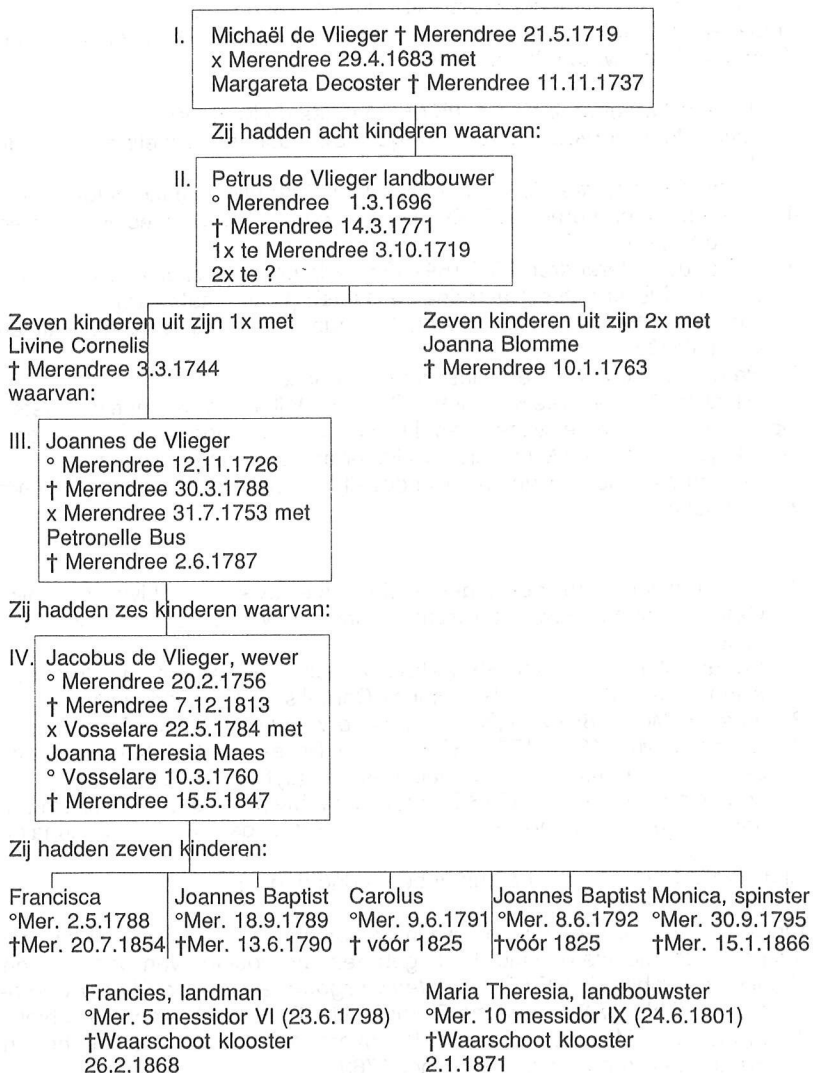 I. Michaël de Vlieger † Merendree 21.5.1719
x Merendree 29.4.1683 met
Margareta Decoster † Merendree 11.11.1737
Zij hadden acht kinderen waarvan:
II. Petrus de Vlieger landbouwer
° Merendree 1.3.1696
† Merendree 14.3.1771
1x te Merendree 3.10.1719
2x te ?
Zeven kinderen uit zijn 1x met
Livine Cornelis
† Merendree 3.3.1744
waarvan:
Zeven kinderen uit zijn 2x met
Joanna Blomme
† Merendree 10.1.1763
III. Joannes de Vlieger
° Merendree 12.11.1726
† Merendree 30.3.1788
x Merendree 31.7.1753 met
Petronelle Bus
† Merendree 2.6.1787
Zij hadden zes kinderen waarvan:
IV. Jacobus de Vlieger, wever
° Merendree 20.2.1756
† Merendree 7.12.1813
x Vosselare 22.5.1784 met
Joanna Theresia Maes
° Vosselare 10.3.1760
† Merendree 15.5.1847
Zij hadden zeven kinderen:
Francisca
°Mer. 2.5.1788
†Mer. 20.7.1854
Joannes Baptist
°Mer. 18.9.1789
†Mer. 13.6.1790
Carolus
°Mer. 9.6.1791
† vóór 1825
Joannes Baptist
°Mer. 8.6.1792
†vóór 1825
Monica, spinster
°Mer. 30.9.1795
†Mer. 15.1.1866
Francies, landman
°Mer. 5 messidor VI (23.6.1798)
†Waarschoot klooster
26.2.1868
Maria Theresia, landbouwster
°Mer. 10 messidor IX (24.6.1801)
†Waarschoot klooster
2.1.1871